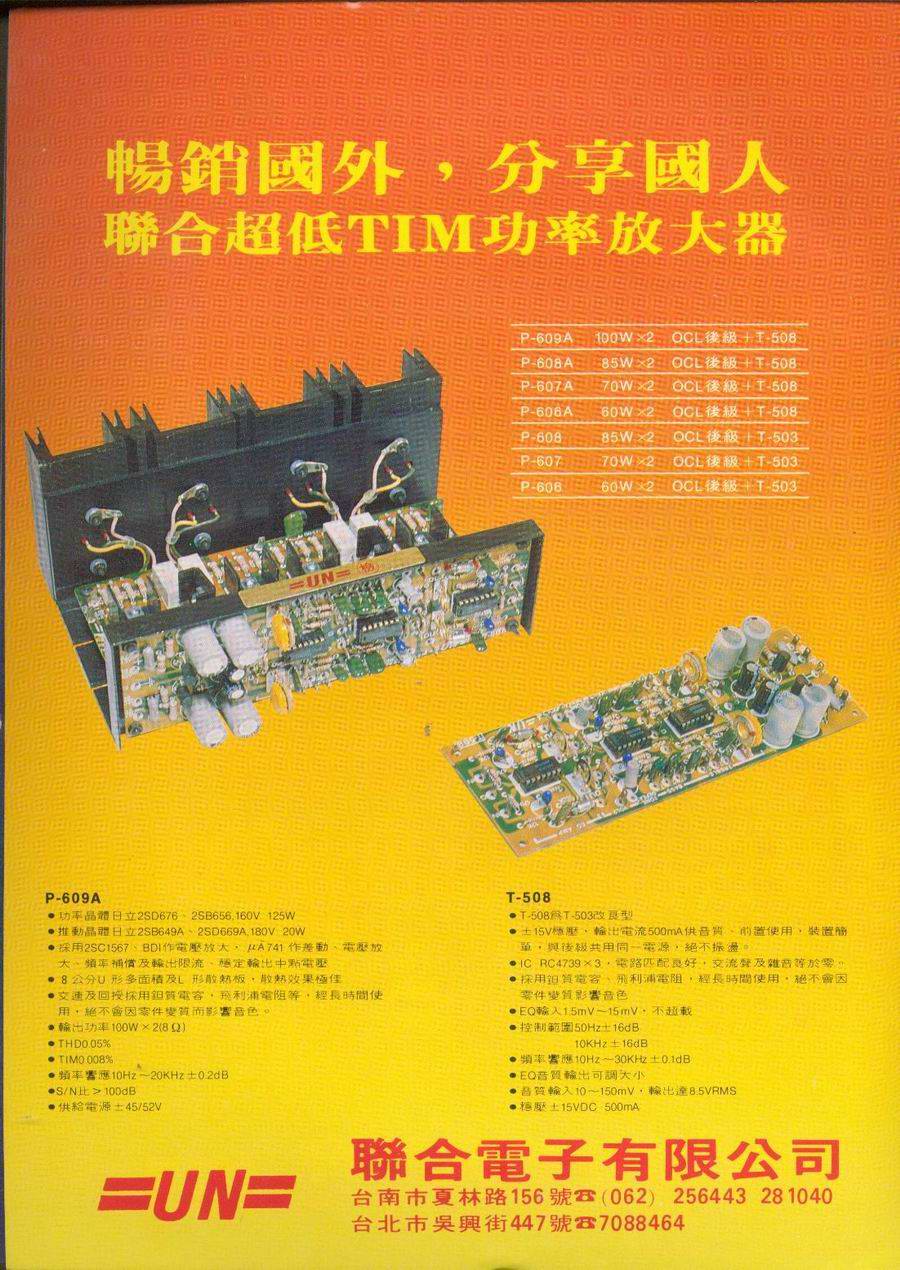 暢銷國外，分享國人
聯合超低TIM功率放大器
P-609A 100W×2 OCL後級＋T-508
P-608A 85W×2 OCL後級＋T-508
P-607A 70W×2 OCL後級＋T-508
P-606A 60W×2 OCL後級＋T-508
P-608 85W×2 OCL後級＋T-503
P-607 70W×2 OCL後級＋T-503
P-606 60W×2 OCL後級＋T-503
=UN=
P-609A
●功率晶體日立2SD676、2SB656,160V 125W
●推動晶體日立2SB649A、2SD669A,180V 20W
●採用2SC1567、BDI作電壓放大，μA741作差動、電壓放
大、頻率補償及輸出限流、穩定輸出中點電壓
●8公分U形多面積及L形散熱板，散熱效果極佳
●交連及回授採用鉭質電容，飛利浦電阻等，經長時間使
用，絕不會因零件變質而影響音色。
●輸出功率100W×2(8Ω)
●THD0.05%
●TIM0.008%
●頻率響應10Hz～20KHz±0.2dB
●S/N比＞100dB
●供給電源±45/52V
T-508
●T-508為T-503改良型
●±15V穩壓，輸出電流500mA供音質、前置使用，裝置簡
單，與後級共用同一電源，絕不振盪。
●IC RC4739×3，電路匹配良好，交流聲及雜音等於零。
●採用鉭質電容、飛利浦電阻，經長時間使用，絕不會因
零件變質影響音色
●EQ輸入1.5mV～15mV，不超載
●控制範圍50Hz±16dB
10KHz±16dB
●頻率響應10Hz～30KHz±0.1dB
●EQ音質輸出可調大小
●音質輸入10～150mV，輸出達8.5VRMS
●穩壓±15VDC 500mA
=UN=
聯合電子有限公司
台南市夏林路156號☎(062) 256443 281040
台北市吳興街447號☎7088464